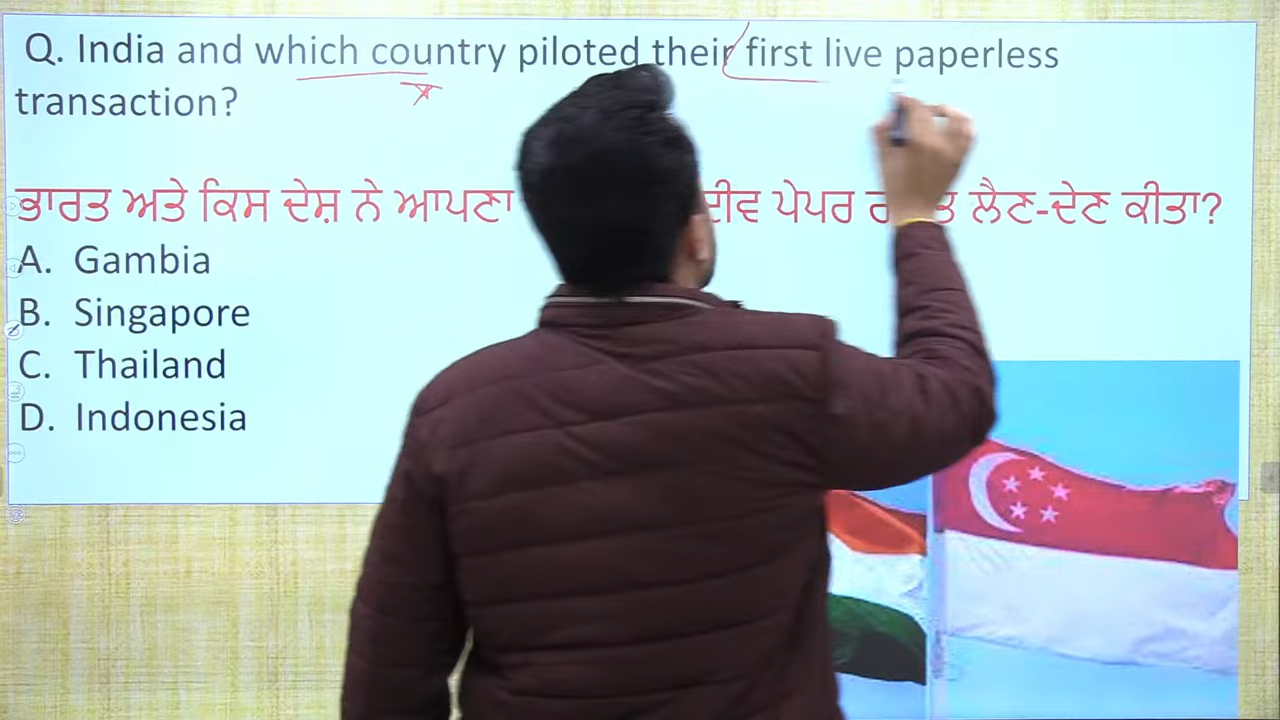 Q. India and which country piloted their first live paperless
transaction?
ਭਾਰਤ ਅਤੇ ਕਿਸ ਦੇਸ਼ ਨੇ ਆਪਣਾ ਪੇਪਰ ਲੈਣ-ਦੇਣ ਕੀਤਾ?
A. Gambia
B. Singapore
C. Thailand
D. Indonesia